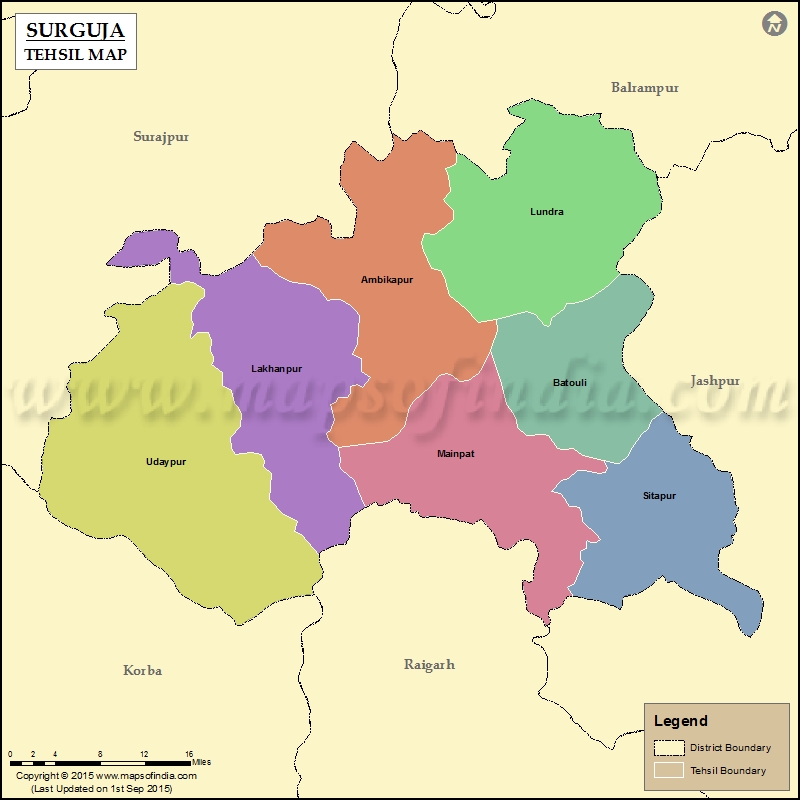 SURGUJA
TEHSIL MAP
N
Balrampur
Surajpur
Lundra
Ambikapur
Lakhanpur
Batouli
Jashpur
www.mapsofindia.com
Mainpat
Udaypur
Sitapur
Raigarh
Korba
Legend
District Boundary
Tehsil Boundary
0 2 4 8 12 16
Miles
Copyright © 2015 www.mapsofindia.com
(Last Updated on 1st Sep 2015)